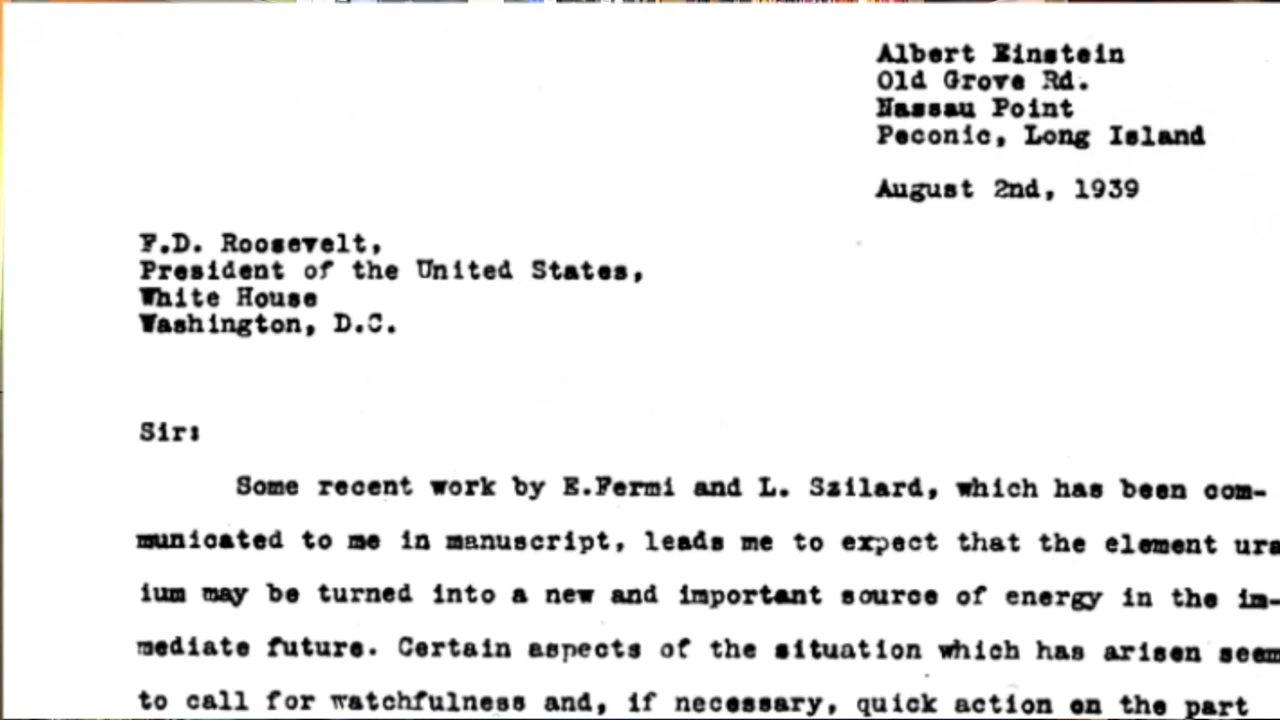 Albert Einstein
Old Grove Rd.
Nassau Point
Peconic, Long Island
August 2nd, 1939
F.D. Roosevelt,
President of the United States,
White House
Washington, D.C.
Sir:
Some recent work by E.Fermi and L. Szilard, which has been com-
municated to me in manuscript, leads me to expect that the element ura
ium may be turned into a new and important source of energy in the im-
mediate future. Certain aspects of the situation which has arisen seem
to call for watchfulness and, if necessary, quick action on the part